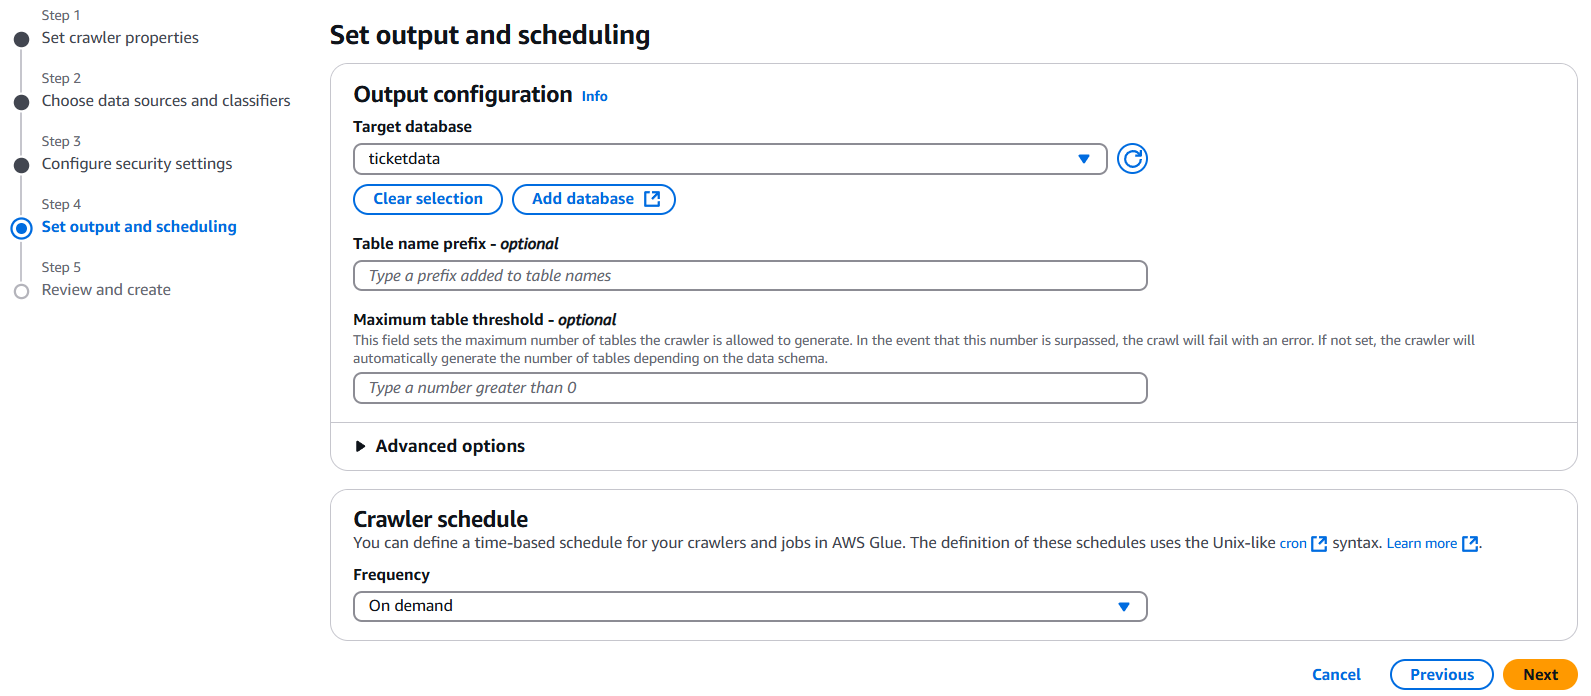 Step 1
Set crawler properties
Step 2
Choose data sources and classifiers
Step 3
Configure security settings
Step 4
Set output and scheduling
Step 5
Review and create
Set output and scheduling
Output configuration Info
Target database
ticketdata
Clear selection
Add database
Table name prefix - optional
Type a prefix added to table names
Maximum table threshold - optional
This field sets the maximum number of tables the crawler is allowed to generate. In the event that this number is surpassed, the crawl will fail with an error. If not set, the crawler will
automatically generate the number of tables depending on the data schema.
Type a number greater than 0
Advanced options
Crawler schedule
You can define a time-based schedule for your crawlers and jobs in AWS Glue. The definition of these schedules uses the Unix-like cron syntax. Learn more.
Frequency
On demand
Cancel
Previous
Next